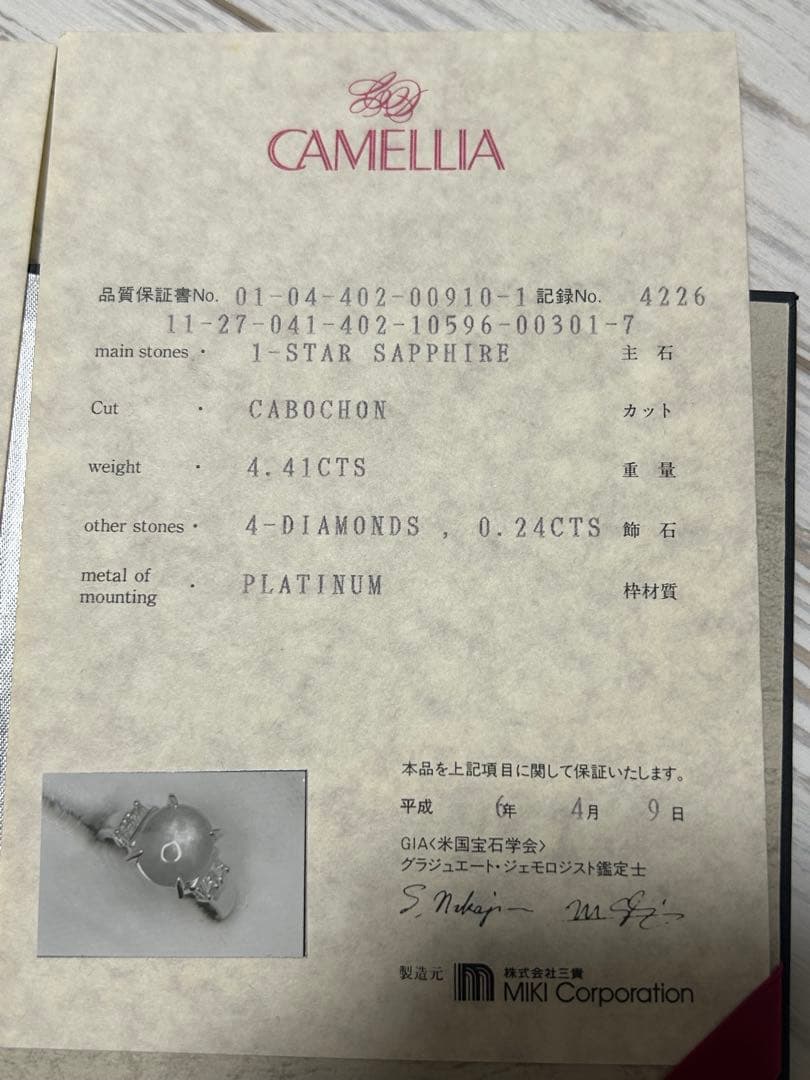 CAMELLIA
品質保証書No. 01-04-402-00910-1 記録No. 4226
11-27-041-402-10596-00301-7
main stones ・ 1-STAR SAPPHIRE 主 石
Cut ・ CABOCHON カット
weight ・ 4.41CTS 重 量
other stones ・ 4-DIAMONDS , 0.24CTS 飾 石
metal of mounting ・ PLATINUM 枠材質
本品を上記項目に関して保証いたします。
平成 6年 4月 9日
GIA〈米国宝石学会〉
グラジュエート・ジェモロジスト鑑定士
製造元 株式会社三貴
MIKI Corporation